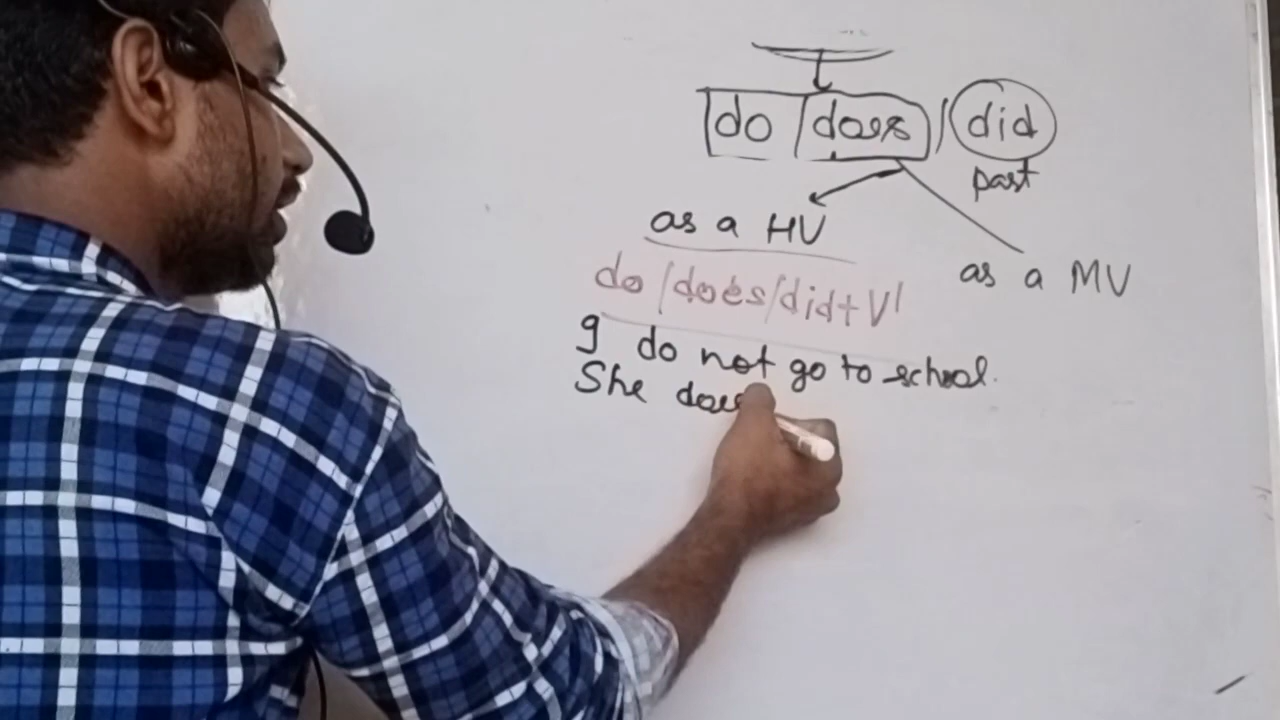 do / does / did
past
as a HV
as a MV
do / does / did + V1
I do not go to school.
She does